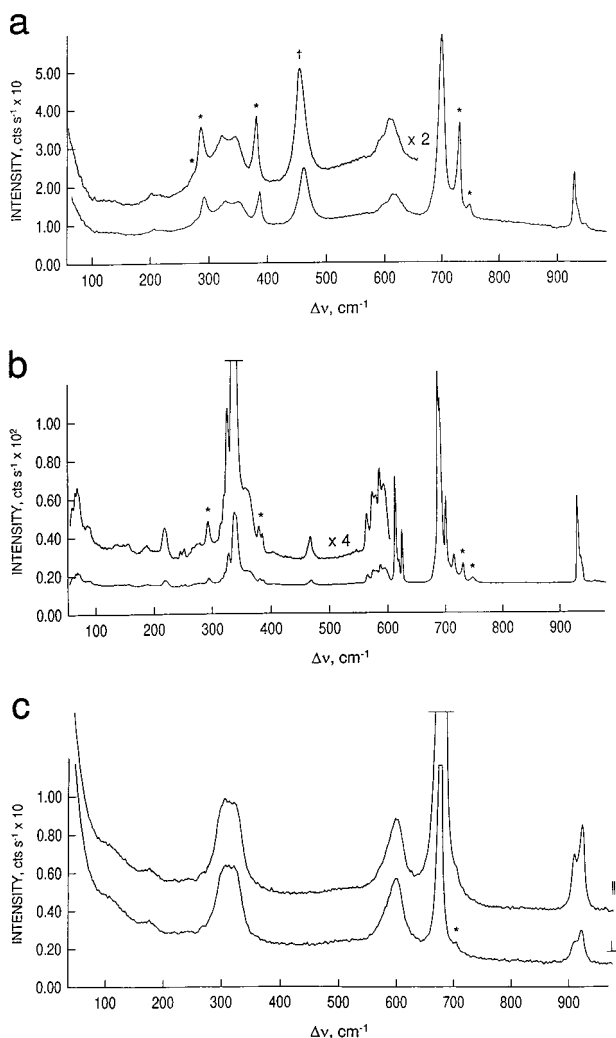 a
INTENSITY, cts s⁻¹ x 10
5.00
4.00
3.00
2.00
1.00
0.00
* * * † x 2 * *
100 200 300 400 500 600 700 800 900
Δν, cm⁻¹
b
INTENSITY, cts s⁻¹ x 10²
1.00
0.80
0.60
0.40
0.20
0.00
* * x 4 * *
100 200 300 400 500 600 700 800 900
Δν, cm⁻¹
c
INTENSITY, cts s⁻¹ x 10
1.00
0.80
0.60
0.40
0.20
0.00
||
*
⊥
100 200 300 400 500 600 700 800 900
Δν, cm⁻¹